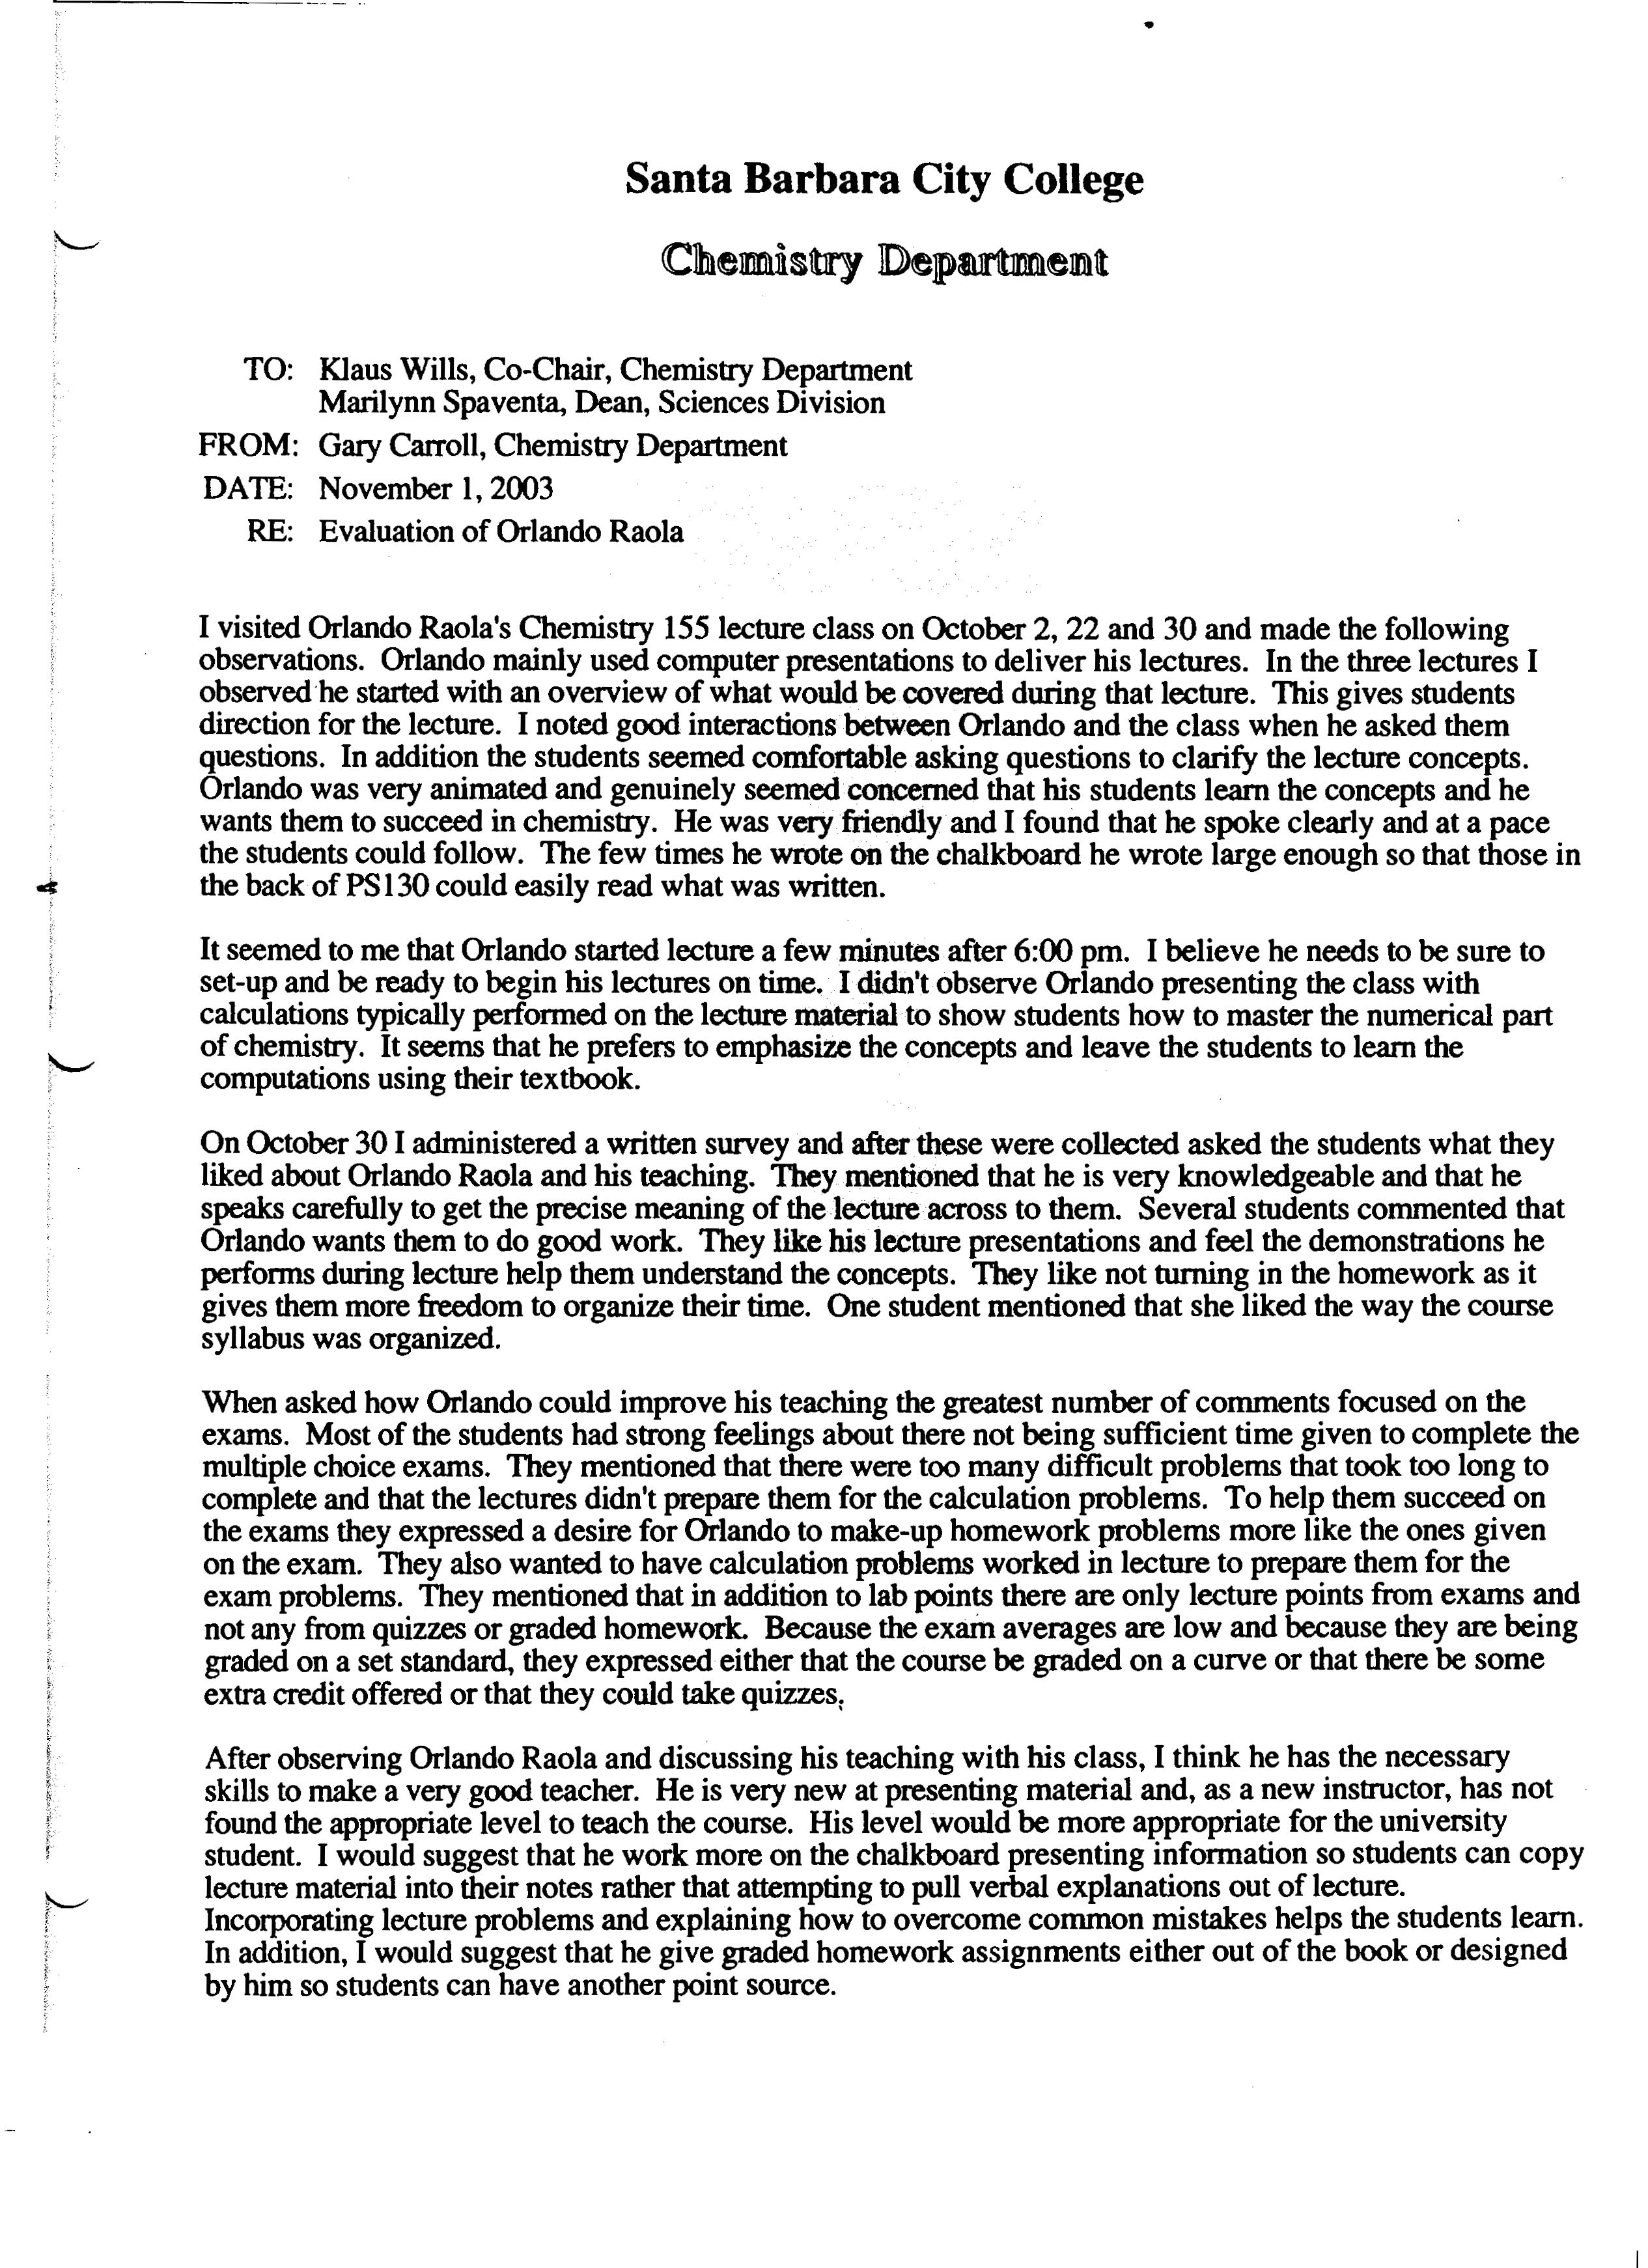 Santa Barbara City College
Chemistry Department
TO: Klaus Wills, Co-Chair, Chemistry Department
Marilynn Spaventa, Dean, Sciences Division
FROM: Gary Carroll, Chemistry Department
DATE: November 1, 2003
RE: Evaluation of Orlando Raola
I visited Orlando Raola's Chemistry 155 lecture class on October 2, 22 and 30 and made the following
observations. Orlando mainly used computer presentations to deliver his lectures. In the three lectures I
observed he started with an overview of what would be covered during that lecture. This gives students
direction for the lecture. I noted good interactions between Orlando and the class when he asked them
questions. In addition the students seemed comfortable asking questions to clarify the lecture concepts.
Orlando was very animated and genuinely seemed concerned that his students learn the concepts and he
wants them to succeed in chemistry. He was very friendly and I found that he spoke clearly and at a pace
the students could follow. The few times he wrote on the chalkboard he wrote large enough so that those in
the back of PS130 could easily read what was written.
It seemed to me that Orlando started lecture a few minutes after 6:00 pm. I believe he needs to be sure to
set-up and be ready to begin his lectures on time. I didn't observe Orlando presenting the class with
calculations typically performed on the lecture material to show students how to master the numerical part
of chemistry. It seems that he prefers to emphasize the concepts and leave the students to learn the
computations using their textbook.
On October 30 I administered a written survey and after these were collected asked the students what they
liked about Orlando Raola and his teaching. They mentioned that he is very knowledgeable and that he
speaks carefully to get the precise meaning of the lecture across to them. Several students commented that
Orlando wants them to do good work. They like his lecture presentations and feel the demonstrations he
performs during lecture help them understand the concepts. They like not turning in the homework as it
gives them more freedom to organize their time. One student mentioned that she liked the way the course
syllabus was organized.
When asked how Orlando could improve his teaching the greatest number of comments focused on the
exams. Most of the students had strong feelings about there not being sufficient time given to complete the
multiple choice exams. They mentioned that there were too many difficult problems that took too long to
complete and that the lectures didn't prepare them for the calculation problems. To help them succeed on
the exams they expressed a desire for Orlando to make-up homework problems more like the ones given
on the exam. They also wanted to have calculation problems worked in lecture to prepare them for the
exam problems. They mentioned that in addition to lab points there are only lecture points from exams and
not any from quizzes or graded homework. Because the exam averages are low and because they are being
graded on a set standard, they expressed either that the course be graded on a curve or that there be some
extra credit offered or that they could take quizzes.
After observing Orlando Raola and discussing his teaching with his class, I think he has the necessary
skills to make a very good teacher. He is very new at presenting material and, as a new instructor, has not
found the appropriate level to teach the course. His level would be more appropriate for the university
student. I would suggest that he work more on the chalkboard presenting information so students can copy
lecture material into their notes rather that attempting to pull verbal explanations out of lecture.
Incorporating lecture problems and explaining how to overcome common mistakes helps the students learn.
In addition, I would suggest that he give graded homework assignments either out of the book or designed
by him so students can have another point source.